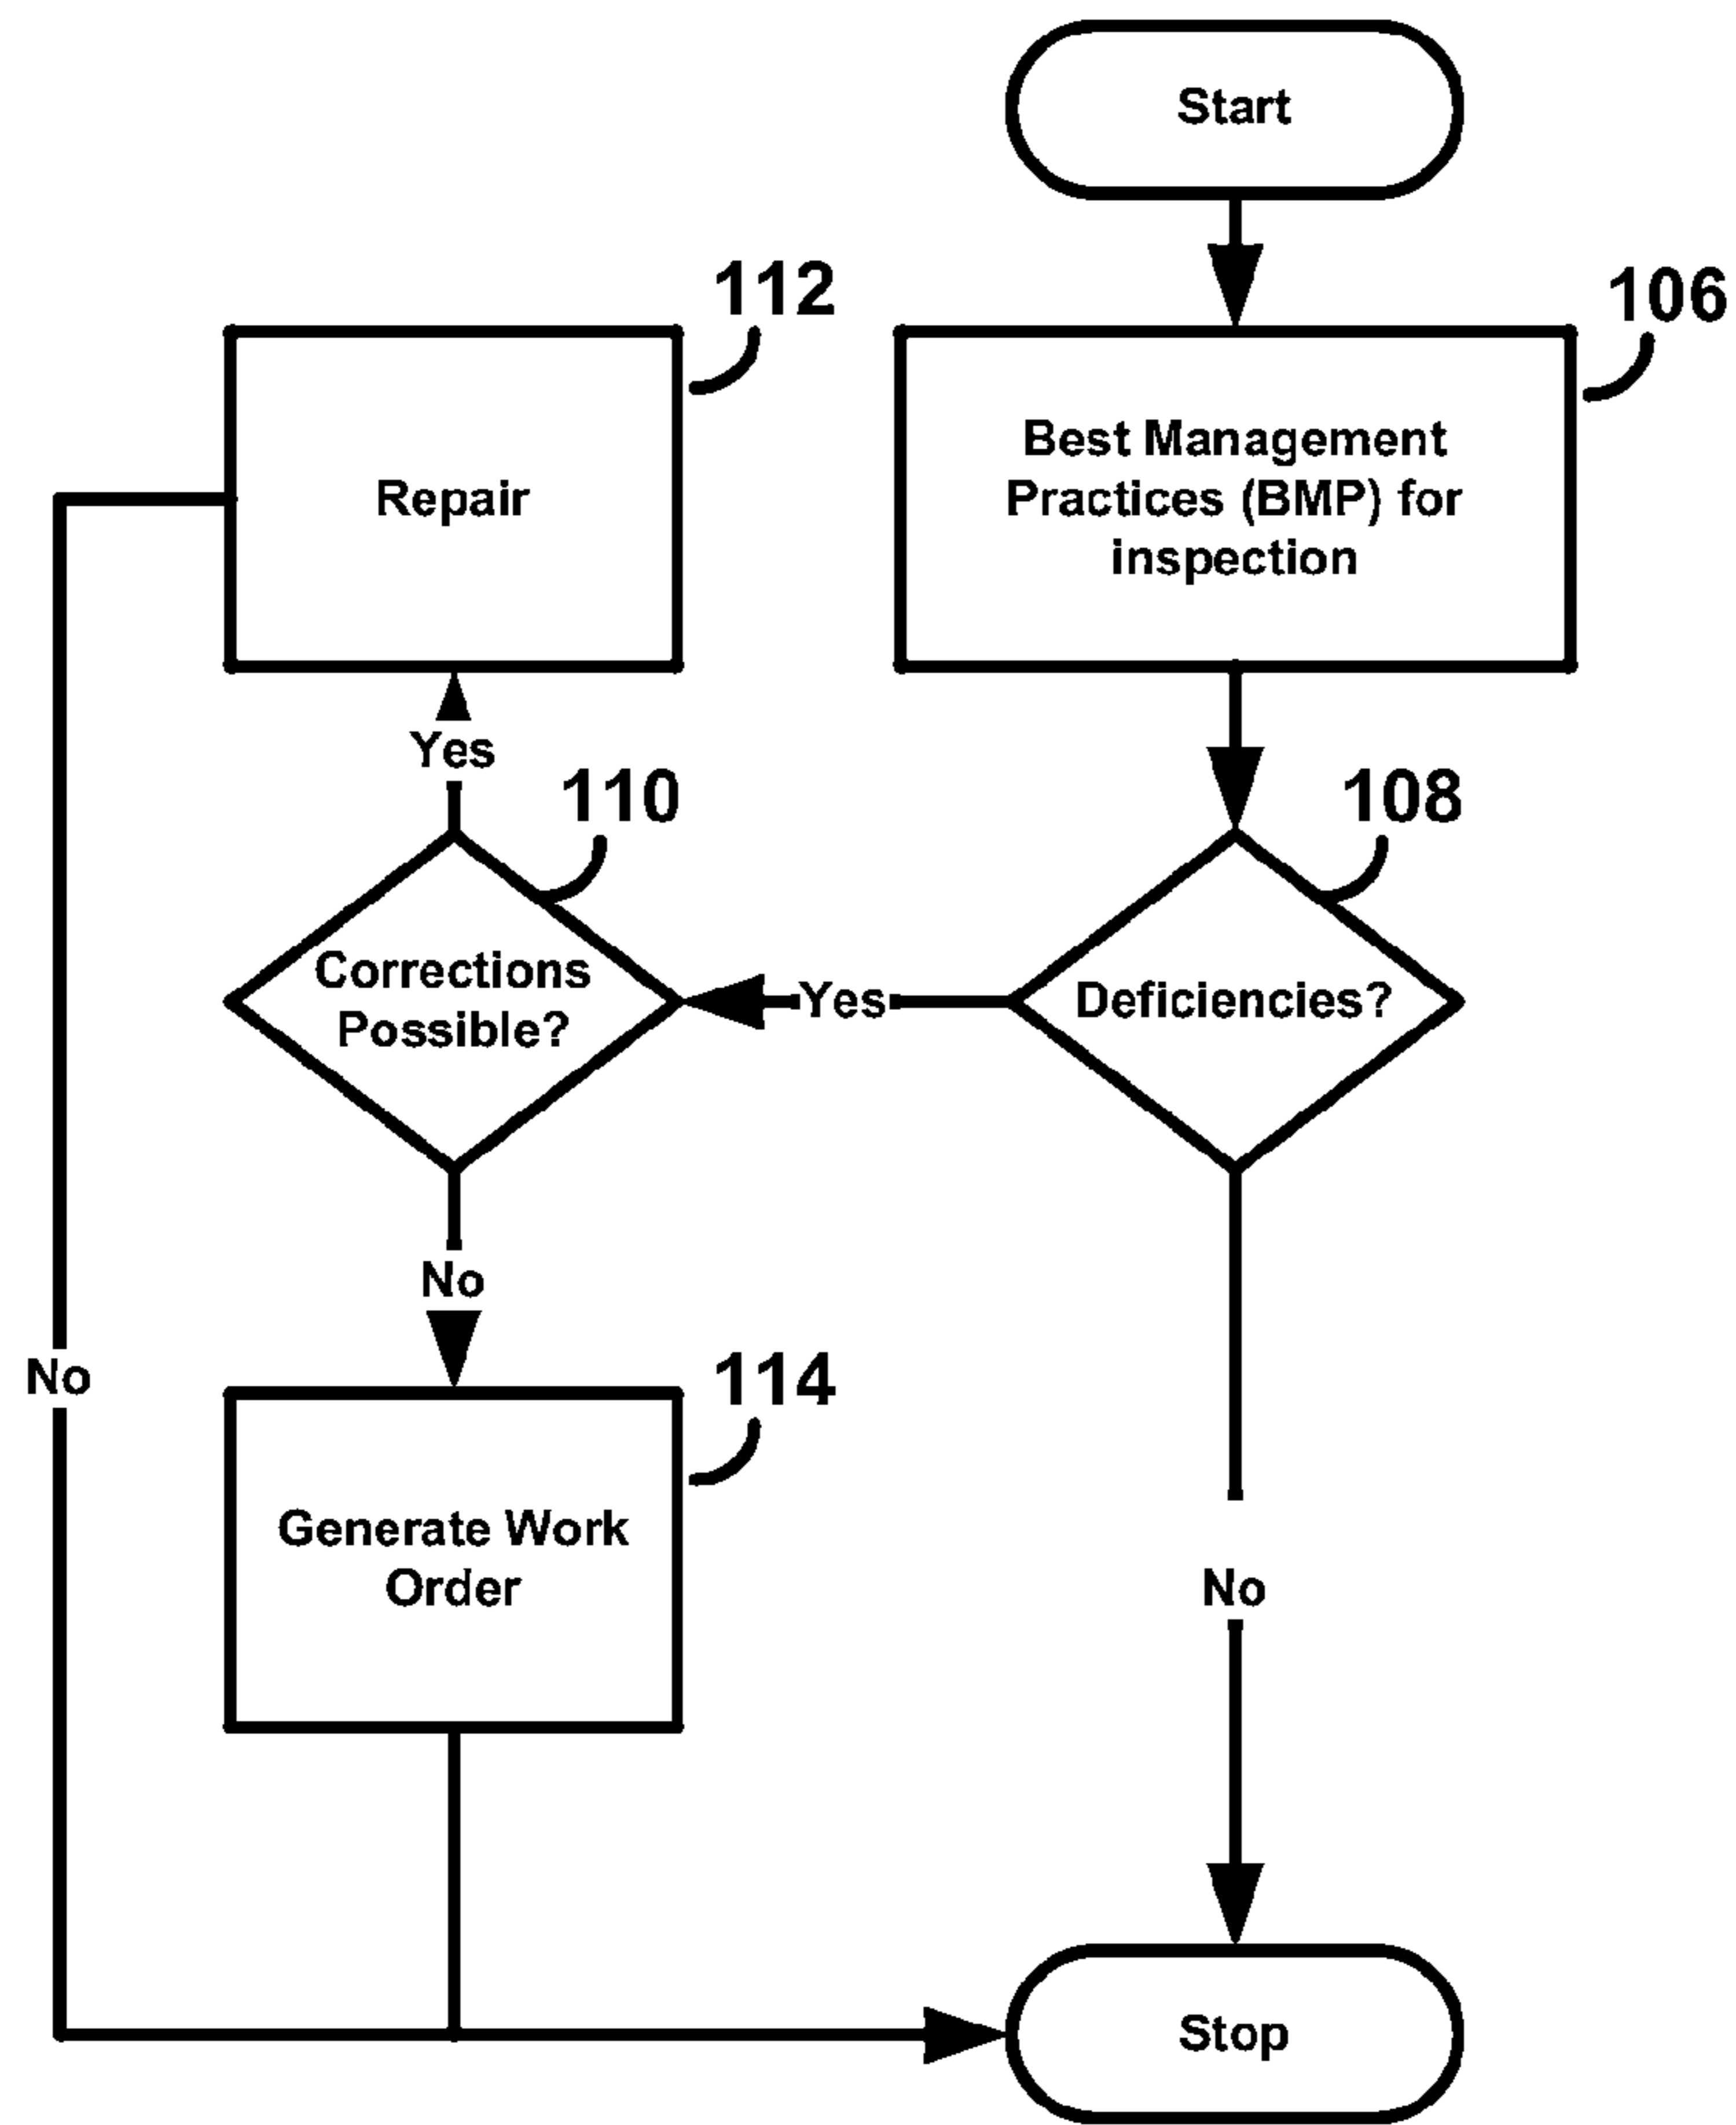 Start
112
106
Repair
Best Management
Practices (BMP) for
inspection
Yes
110
108
Corrections
Possible?
Yes
Deficiencies?
No
No
114
Generate Work
Order
No
Stop